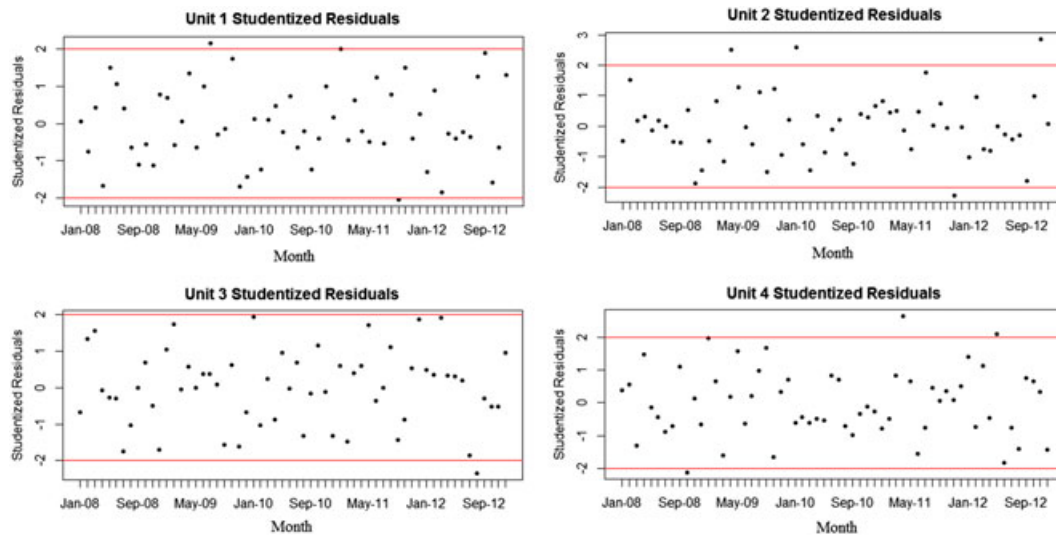 Unit 1 Studentized Residuals
Studentized Residuals
2
1
0
-1
-2
Jan-08 Sep-08 May-09 Jan-10 Sep-10 May-11 Jan-12 Sep-12
Month
Unit 2 Studentized Residuals
Studentized Residuals
3
2
1
0
-1
-2
Jan-08 Sep-08 May-09 Jan-10 Sep-10 May-11 Jan-12 Sep-12
Month
Unit 3 Studentized Residuals
Studentized Residuals
2
1
0
-1
-2
Jan-08 Sep-08 May-09 Jan-10 Sep-10 May-11 Jan-12 Sep-12
Month
Unit 4 Studentized Residuals
Studentized Residuals
2
1
0
-1
-2
Jan-08 Sep-08 May-09 Jan-10 Sep-10 May-11 Jan-12 Sep-12
Month